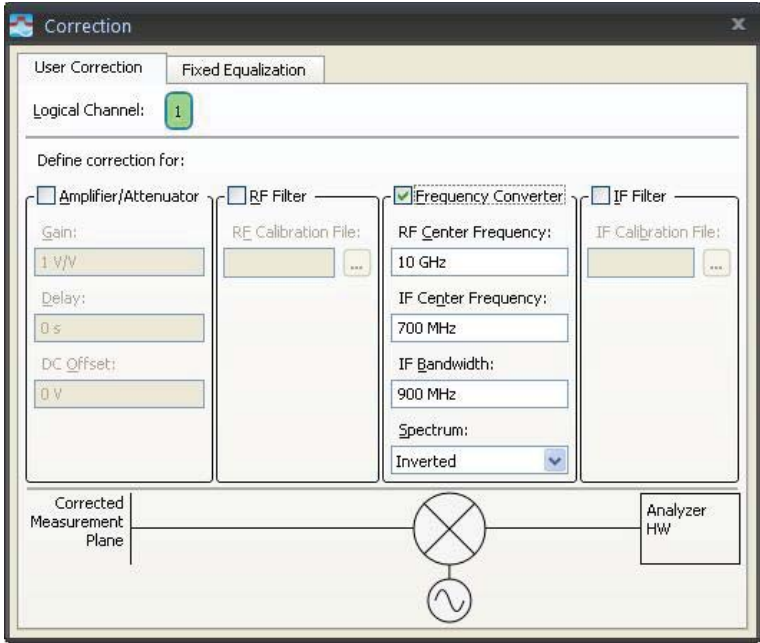 Correction
x
User Correction
Fixed Equalization
Logical Channel:
1
Define correction for:
Amplifier/Attenuator
Gain:
1 V/V
Delay:
0 s
DC Offset:
0 V
RF Filter
RF Calibration File:
...
Frequency Converter
RF Center Frequency:
10 GHz
IF Center Frequency:
700 MHz
IF Bandwidth:
900 MHz
Spectrum:
Inverted
IF Filter
IF Calibration File:
...
Corrected
Measurement
Plane
Analyzer
HW